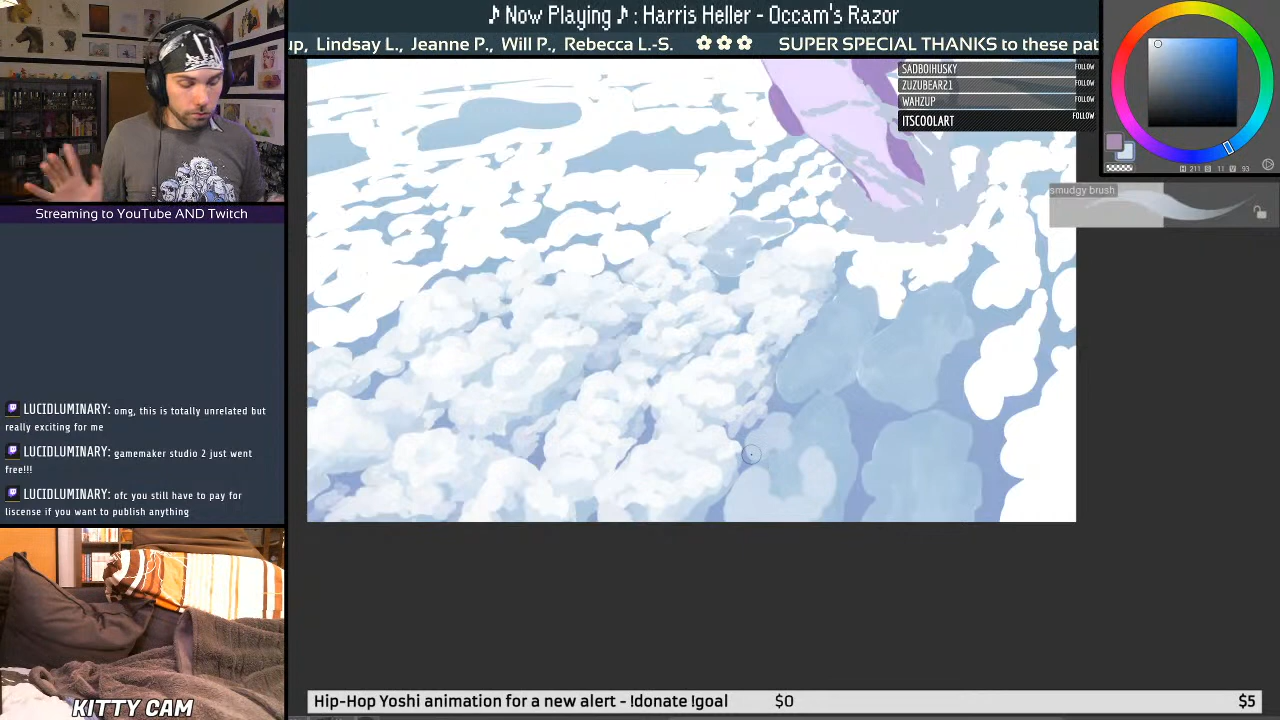 ♪ Now Playing ♪ : Harris Heller - Occam's Razor
up, Lindsay L., Jeanne P., Will P., Rebecca L.-S. ✿ ✿ ✿ SUPER SPECIAL THANKS to these pat
SADBOIHUSKY FOLLOW
ZUZUBEAR21 FOLLOW
WAHZUP FOLLOW
ITSCOOLART FOLLOW
H 211 S 11 V 93
smudgy brush
Streaming to YouTube AND Twitch
LUCIDLUMINARY: omg, this is totally unrelated but
really exciting for me
LUCIDLUMINARY: gamemaker studio 2 just went
free!!!
LUCIDLUMINARY: ofc you still have to pay for
liscense if you want to publish anything
KITTY CAM
Hip-Hop Yoshi animation for a new alert - !donate !goal $0 $5